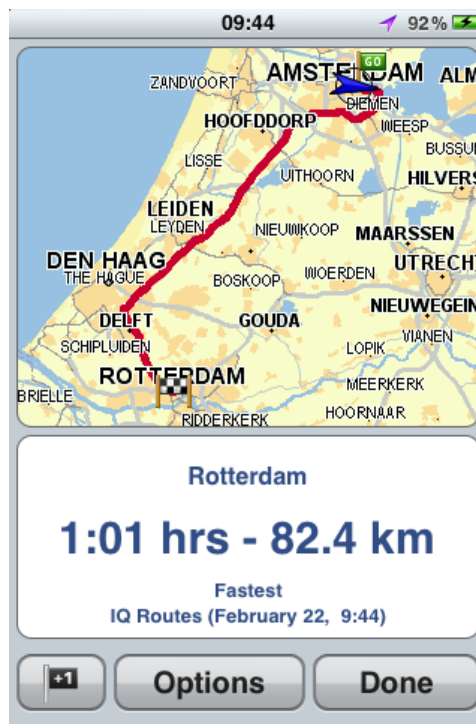 09:44
92%
GO
AMSTERDAM
ALM
ZANDVOORT
DIEMEN
HOOFDDORP
WEESP
BUSSU
LISSE
UITHOORN
HILVERS
LEIDEN
LEYDEN
NIEUWKOOP
MAARSSEN
DEN HAAG
THE HAGUE
BOSKOOP
WOERDEN
UTRECHT
DELFT
GOUDA
NIEUWEGEIN
SCHIPLUIDEN
LOPIK
VIANEN
ROTTERDAM
MEERKERK
BRIELLE
HOORNAAR
RIDDERKERK
Rotterdam
1:01 hrs - 82.4 km
Fastest
IQ Routes (February 22, 9:44)
+1
Options
Done